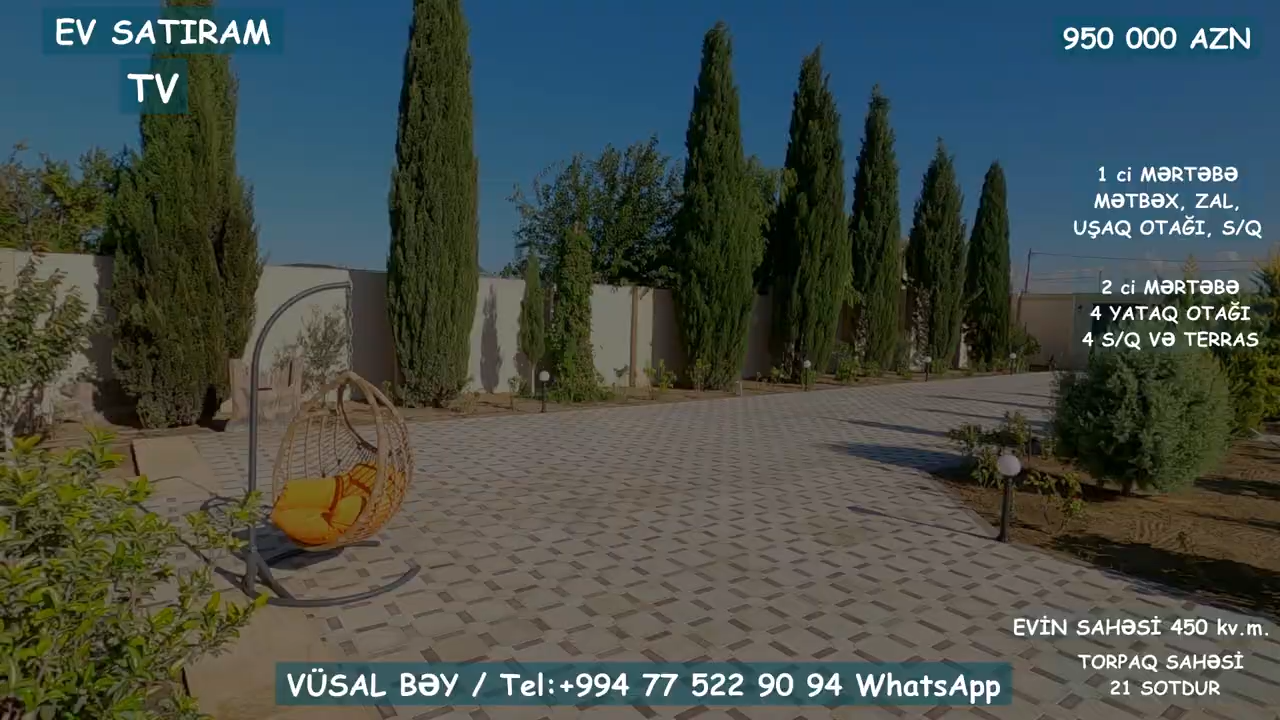 EV SATIRAM
TV
950 000 AZN
1 ci MƏRTƏBƏ
MƏTBƏX, ZAL,
UŞAQ OTAĞI, S/Q
2 ci MƏRTƏBƏ
4 YATAQ OTAĞI
4 S/Q VƏ TERRAS
EVİN SAHƏSİ 450 kv.m.
TORPAQ SAHƏSİ
21 SOTDUR
VÜSAL BƏY / Tel:+994 77 522 90 94 WhatsApp